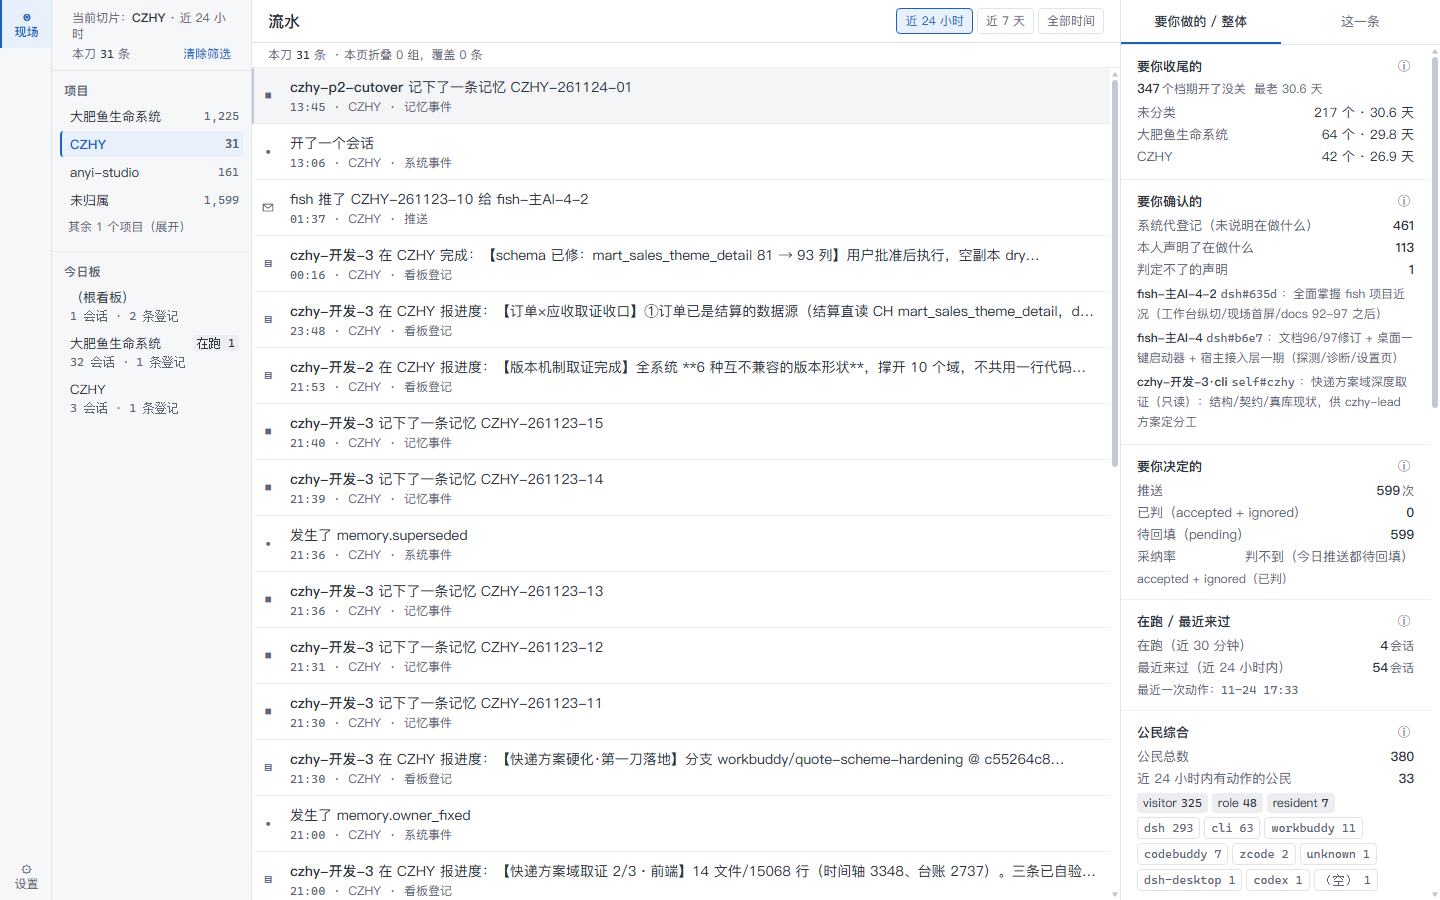 现场
设置
当前切片：CZHY · 近 24 小
时
本刀 31 条 清除筛选
项目
大肥鱼生命系统 1,225
CZHY 31
anyi-studio 161
未归属 1,599
其余 1 个项目（展开）
今日板
（根看板）
1 会话 · 2 条登记
大肥鱼生命系统 在跑 1
32 会话 · 1 条登记
CZHY
3 会话 · 1 条登记
流水
近 24 小时 近 7 天 全部时间
本刀 31 条 · 本页折叠 0 组，覆盖 0 条
czhy-p2-cutover 记下了一条记忆 CZHY-261124-01
13:45 · CZHY · 记忆事件
开了一个会话
13:06 · CZHY · 系统事件
fish 推了 CZHY-261123-10 给 fish-主AI-4-2
01:37 · CZHY · 推送
czhy-开发-3 在 CZHY 完成：【schema 已修：mart_sales_theme_detail 81 → 93 列】用户批准后执行，空副本 dry…
00:16 · CZHY · 看板登记
czhy-开发-3 在 CZHY 报进度：【订单×应收取证收口】①订单已是结算的数据源（结算直读 CH mart_sales_theme_detail，d…
23:48 · CZHY · 看板登记
czhy-开发-2 在 CZHY 报进度：【版本机制取证完成】全系统 **6 种互不兼容的版本形状**，撑开 10 个域，不共用一行代码…
21:53 · CZHY · 看板登记
czhy-开发-3 记下了一条记忆 CZHY-261123-15
21:40 · CZHY · 记忆事件
czhy-开发-3 记下了一条记忆 CZHY-261123-14
21:39 · CZHY · 记忆事件
发生了 memory.superseded
21:36 · CZHY · 系统事件
czhy-开发-3 记下了一条记忆 CZHY-261123-13
21:36 · CZHY · 记忆事件
czhy-开发-3 记下了一条记忆 CZHY-261123-12
21:31 · CZHY · 记忆事件
czhy-开发-3 记下了一条记忆 CZHY-261123-11
21:30 · CZHY · 记忆事件
czhy-开发-3 在 CZHY 报进度：【快递方案硬化·第一刀落地】分支 workbuddy/quote-scheme-hardening @ c55264c8…
21:30 · CZHY · 看板登记
发生了 memory.owner_fixed
21:00 · CZHY · 系统事件
czhy-开发-3 在 CZHY 报进度：【快递方案域取证 2/3 · 前端】14 文件/15068 行（时间轴 3348、台账 2737）。三条已自验…
21:00 · CZHY · 看板登记
要你做的 / 整体 这一条
要你收尾的
347 个档期开了没关 最老 30.6 天
未分类 217 个 · 30.6 天
大肥鱼生命系统 64 个 · 29.8 天
CZHY 42 个 · 26.9 天
要你确认的
系统代登记（未说明在做什么） 461
本人声明了在做什么 113
判定不了的声明 1
fish-主AI-4-2 dsh#635d： 全面掌握 fish 项目近
况（工作台纵切/现场首屏/docs 92-97 之后）
fish-主AI-4 dsh#b6e7： 文档96/97修订 + 桌面一
键启动器 + 宿主接入层一期（探测/诊断/设置页）
czhy-开发-3·cli self#czhy： 快递方案域深度取
证（只读）：结构/契约/真库现状，供 czhy-lead
方案定分工
要你决定的
推送 599 次
已判（accepted + ignored） 0
待回填（pending） 599
采纳率 判不到（今日推送都待回填）
accepted + ignored（已判）
在跑 / 最近来过
在跑（近 30 分钟） 4 会话
最近来过（近 24 小时内） 54 会话
最近一次动作：11-24 17:33
公民综合
公民总数 380
近 24 小时内有动作的公民 33
visitor 325 role 48 resident 7
dsh 293 cli 63 workbuddy 11
codebuddy 7 zcode 2 unknown 1
dsh-desktop 1 codex 1 （空） 1